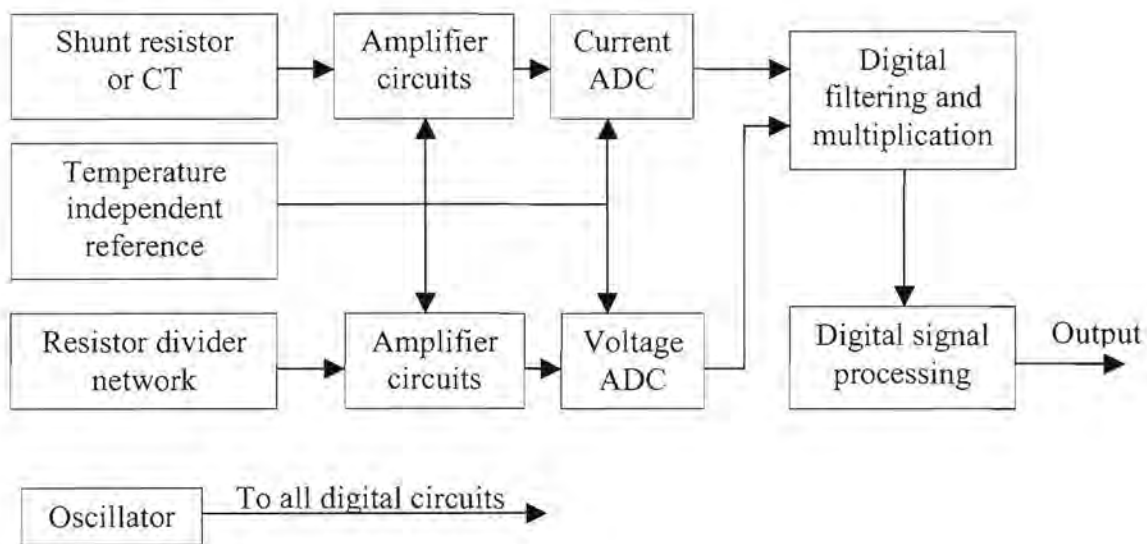 Shunt resistor
or CT
Amplifier
circuits
Current
ADC
Digital
filtering and
multiplication
Temperature
independent
reference
Resistor divider
network
Amplifier
circuits
Voltage
ADC
Digital signal
processing
Output
Oscillator
To all digital circuits